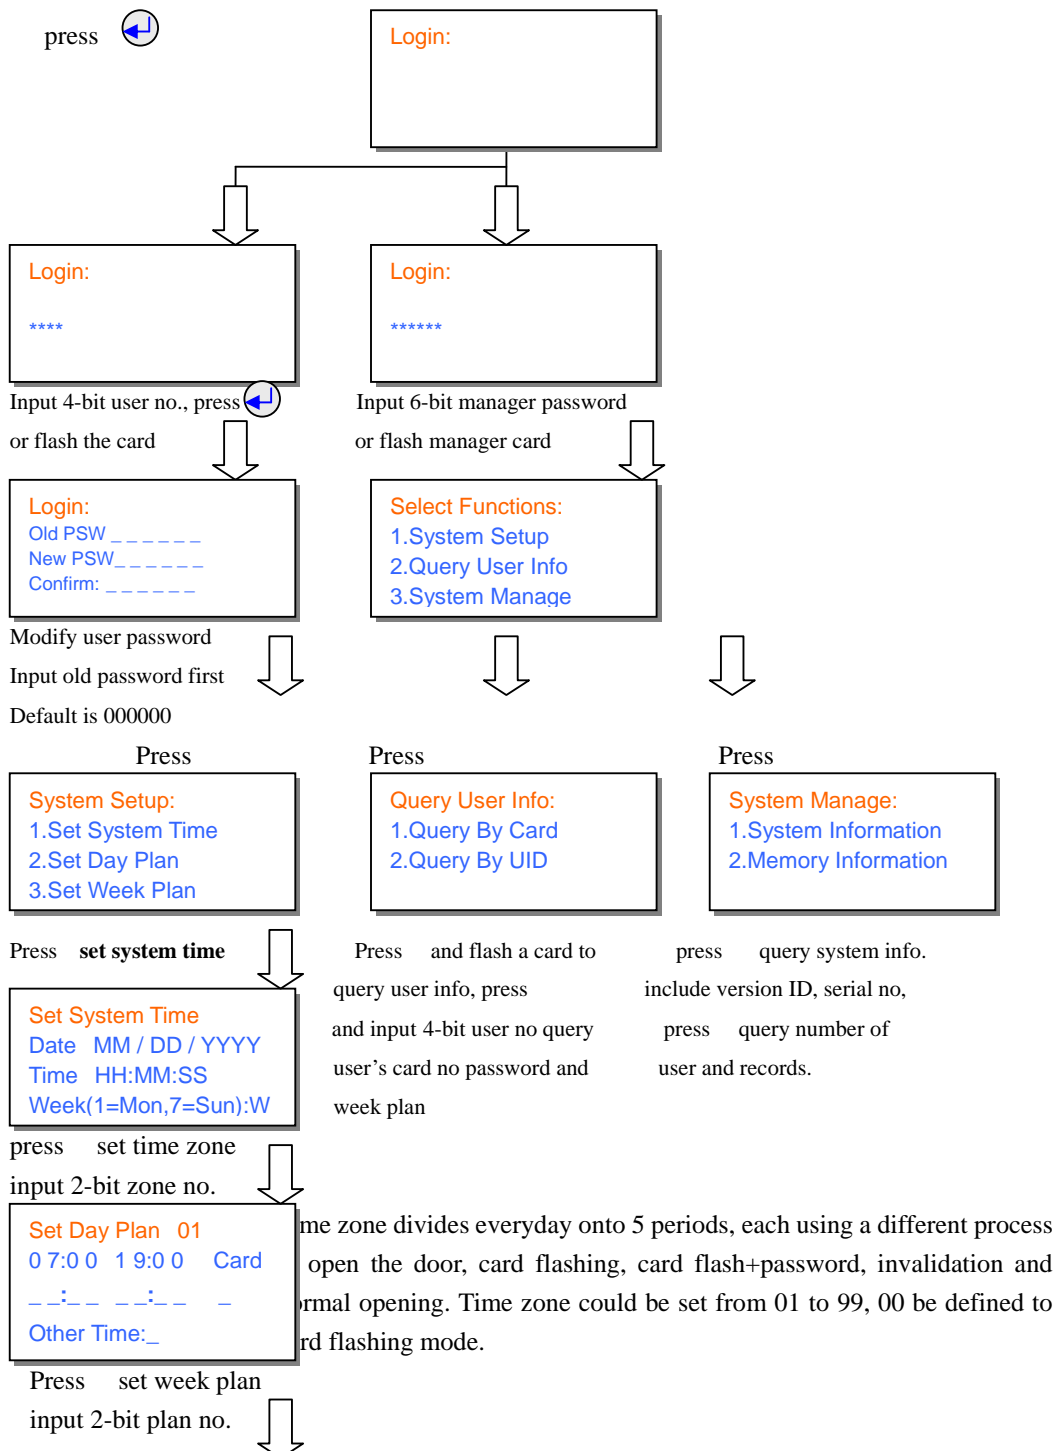 press
Login:
Login:
****
Login:
******
Input 4-bit user no., press
or flash the card
Input 6-bit manager password
or flash manager card
Login:
Old PSW _ _ _ _ _ _
New PSW_ _ _ _ _ _
Confirm: _ _ _ _ _ _
Select Functions:
1.System Setup
2.Query User Info
3.System Manage
Modify user password
Input old password first
Default is 000000
Press
Press
Press
System Setup:
1.Set System Time
2.Set Day Plan
3.Set Week Plan
Query User Info:
1.Query By Card
2.Query By UID
System Manage:
1.System Information
2.Memory Information
Press set system time
Press and flash a card to
query user info, press
and input 4-bit user no query
user's card no password and
week plan
press query system info.
include version ID, serial no,
press query number of
user and records.
Set System Time
Date MM / DD / YYYY
Time HH:MM:SS
Week(1=Mon,7=Sun):W
press set time zone
input 2-bit zone no.
Set Day Plan 01
0 7:0 0 1 9:0 0 Card
_ _:_ _ _ _:_ _ _
Other Time:_
me zone divides everyday onto 5 periods, each using a different process
open the door, card flashing, card flash+password, invalidation and
rmal opening. Time zone could be set from 01 to 99, 00 be defined to
rd flashing mode.
Press set week plan
input 2-bit plan no.